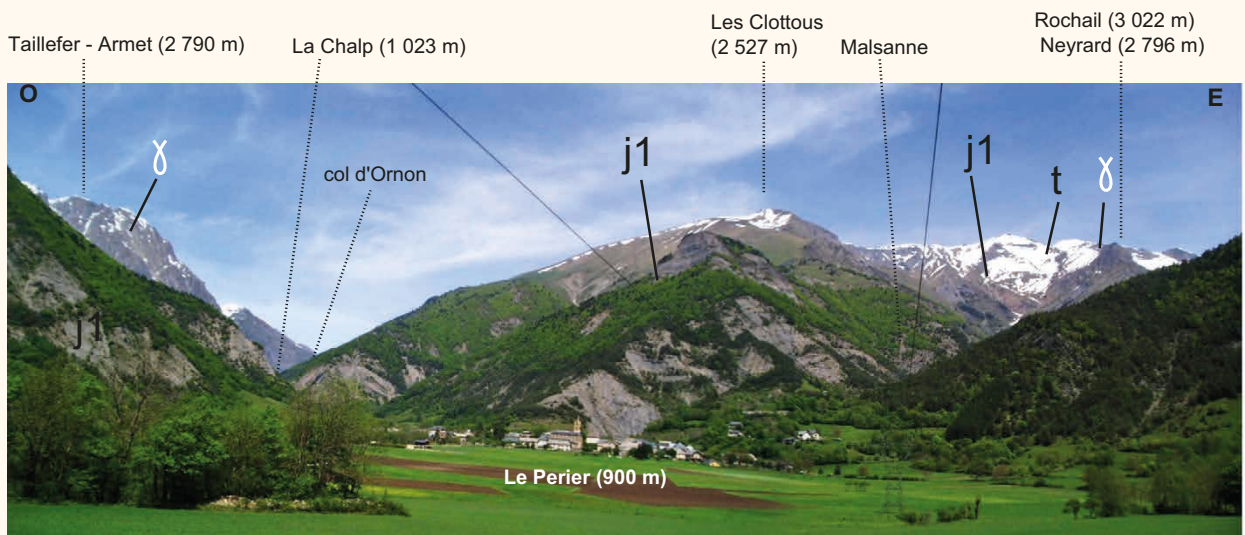 Taillefer - Armet (2 790 m)
La Chalp (1 023 m)
Les Clottous
(2 527 m)
Malsanne
Rochail (3 022 m)
Neyrard (2 796 m)
O
E
ɣ
col d'Ornon
j1
j1
t
ɣ
j1
Le Perier (900 m)